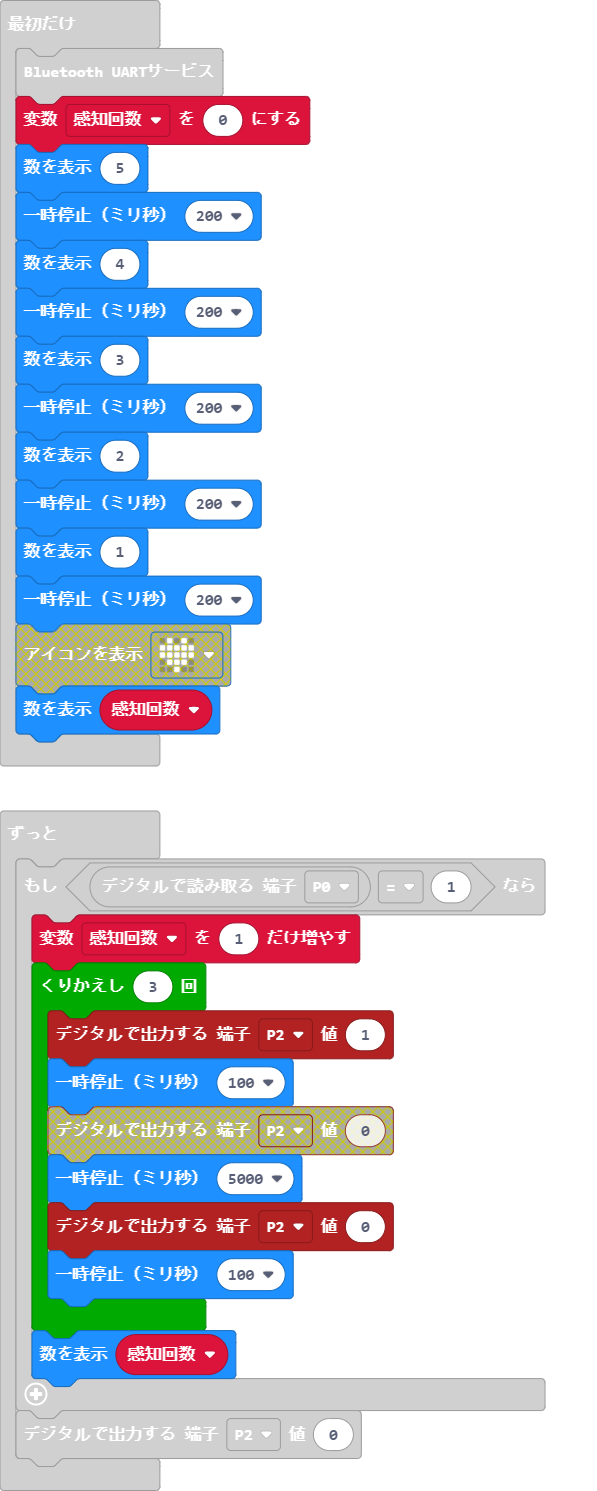 最初だけ
Bluetooth UARTサービス
変数 感知回数 を 0 にする
数を表示 5
一時停止（ミリ秒） 200
数を表示 4
一時停止（ミリ秒） 200
数を表示 3
一時停止（ミリ秒） 200
数を表示 2
一時停止（ミリ秒） 200
数を表示 1
一時停止（ミリ秒） 200
アイコンを表示
数を表示 感知回数
ずっと
もし デジタルで読み取る 端子 P0 = 1 なら
変数 感知回数 を 1 だけ増やす
くりかえし 3 回
デジタルで出力する 端子 P2 値 1
一時停止（ミリ秒） 100
デジタルで出力する 端子 P2 値 0
一時停止（ミリ秒） 5000
デジタルで出力する 端子 P2 値 0
一時停止（ミリ秒） 100
数を表示 感知回数
デジタルで出力する 端子 P2 値 0